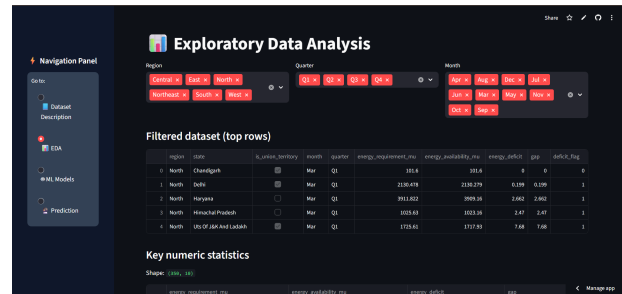 Share
Navigation Panel
Go to:
Dataset
Description
EDA
ML Models
Prediction
Exploratory Data Analysis
Region
Quarter
Month
Central × East × North ×
Northeast × South × West ×
Q1 × Q2 × Q3 × Q4 ×
Apr × Aug × Dec × Jul ×
Jun × Mar × May × Nov ×
Oct × Sep ×
Filtered dataset (top rows)
region state is_union_territory month quarter energy_requirement_mu energy_availability_mu energy_deficit gap deficit_flag
0 North Chandigarh Mar Q1 101.6 101.6 0 0 0
1 North Delhi Mar Q1 2130.478 2130.279 0.199 0.199 1
2 North Haryana Mar Q1 3911.822 3909.16 2.662 2.662 1
3 North Himachal Pradesh Mar Q1 1025.63 1023.16 2.47 2.47 1
4 North Uts Of J&K And Ladakh Mar Q1 1725.61 1717.93 7.68 7.68 1
Key numeric statistics
Shape: (350, 10)
energy_requirement_mu energy_availability_mu energy_deficit gap
Manage app